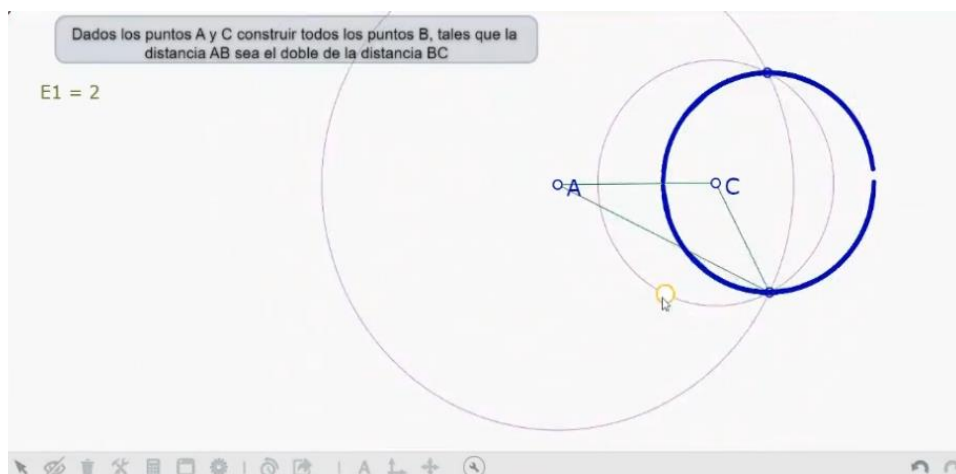 Dados los puntos A y C construir todos los puntos B, tales que la
distancia AB sea el doble de la distancia BC
E1 = 2
A
C
A